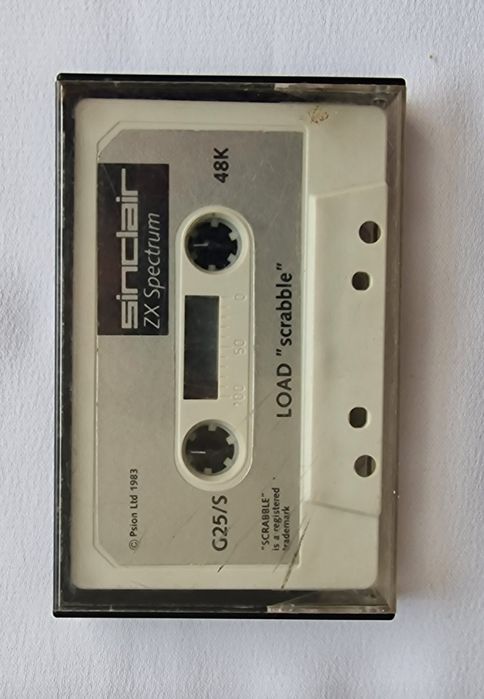 sinclair
ZX Spectrum
© Psion Ltd 1983
48K
G25/S
100 50 0
LOAD "scrabble"
"SCRABBLE"
is a registered
trademark